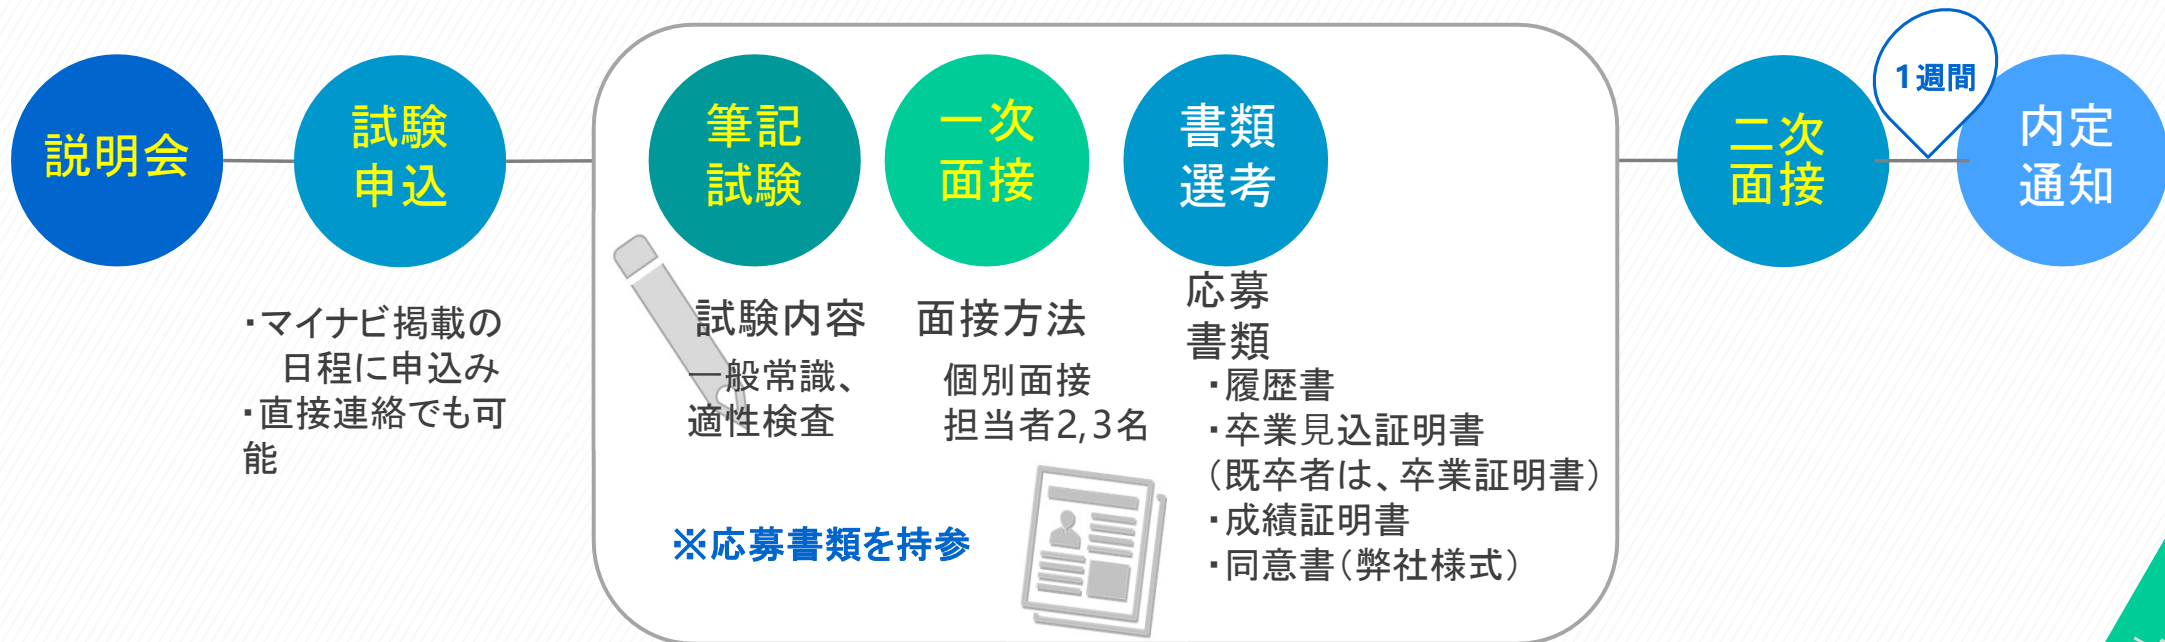 説明会
試験
申込
・マイナビ掲載の
日程に申込み
・直接連絡でも可
能
筆記
試験
試験内容
一般常識、
適性検査
一次
面接
面接方法
個別面接
担当者2,3名
※応募書類を持参
書類
選考
応募
書類
・履歴書
・卒業見込証明書
（既卒者は、卒業証明書）
・成績証明書
・同意書（弊社様式）
二次
面接
1週間
内定
通知